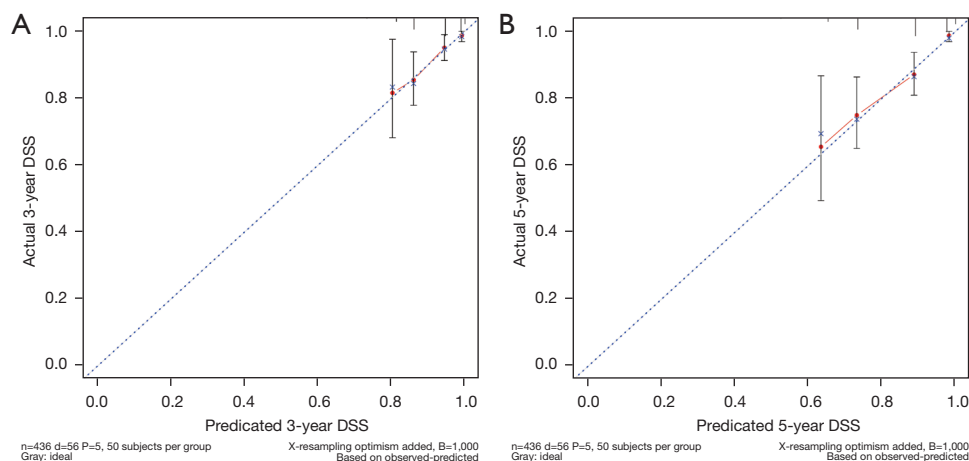 A
B
1.0
0.8
0.6
0.4
0.2
0.0
Actual 3-year DSS
0.0 0.2 0.4 0.6 0.8 1.0
Predicated 3-year DSS
n=436 d=56 P=5, 50 subjects per group
Gray: ideal
X-resampling optimism added, B=1,000
Based on observed-predicted
1.0
0.8
0.6
0.4
0.2
0.0
Actual 5-year DSS
0.0 0.2 0.4 0.6 0.8 1.0
Predicated 5-year DSS
n=436 d=56 P=5, 50 subjects per group
Gray: ideal
X-resampling optimism added, B=1,000
Based on observed-predicted